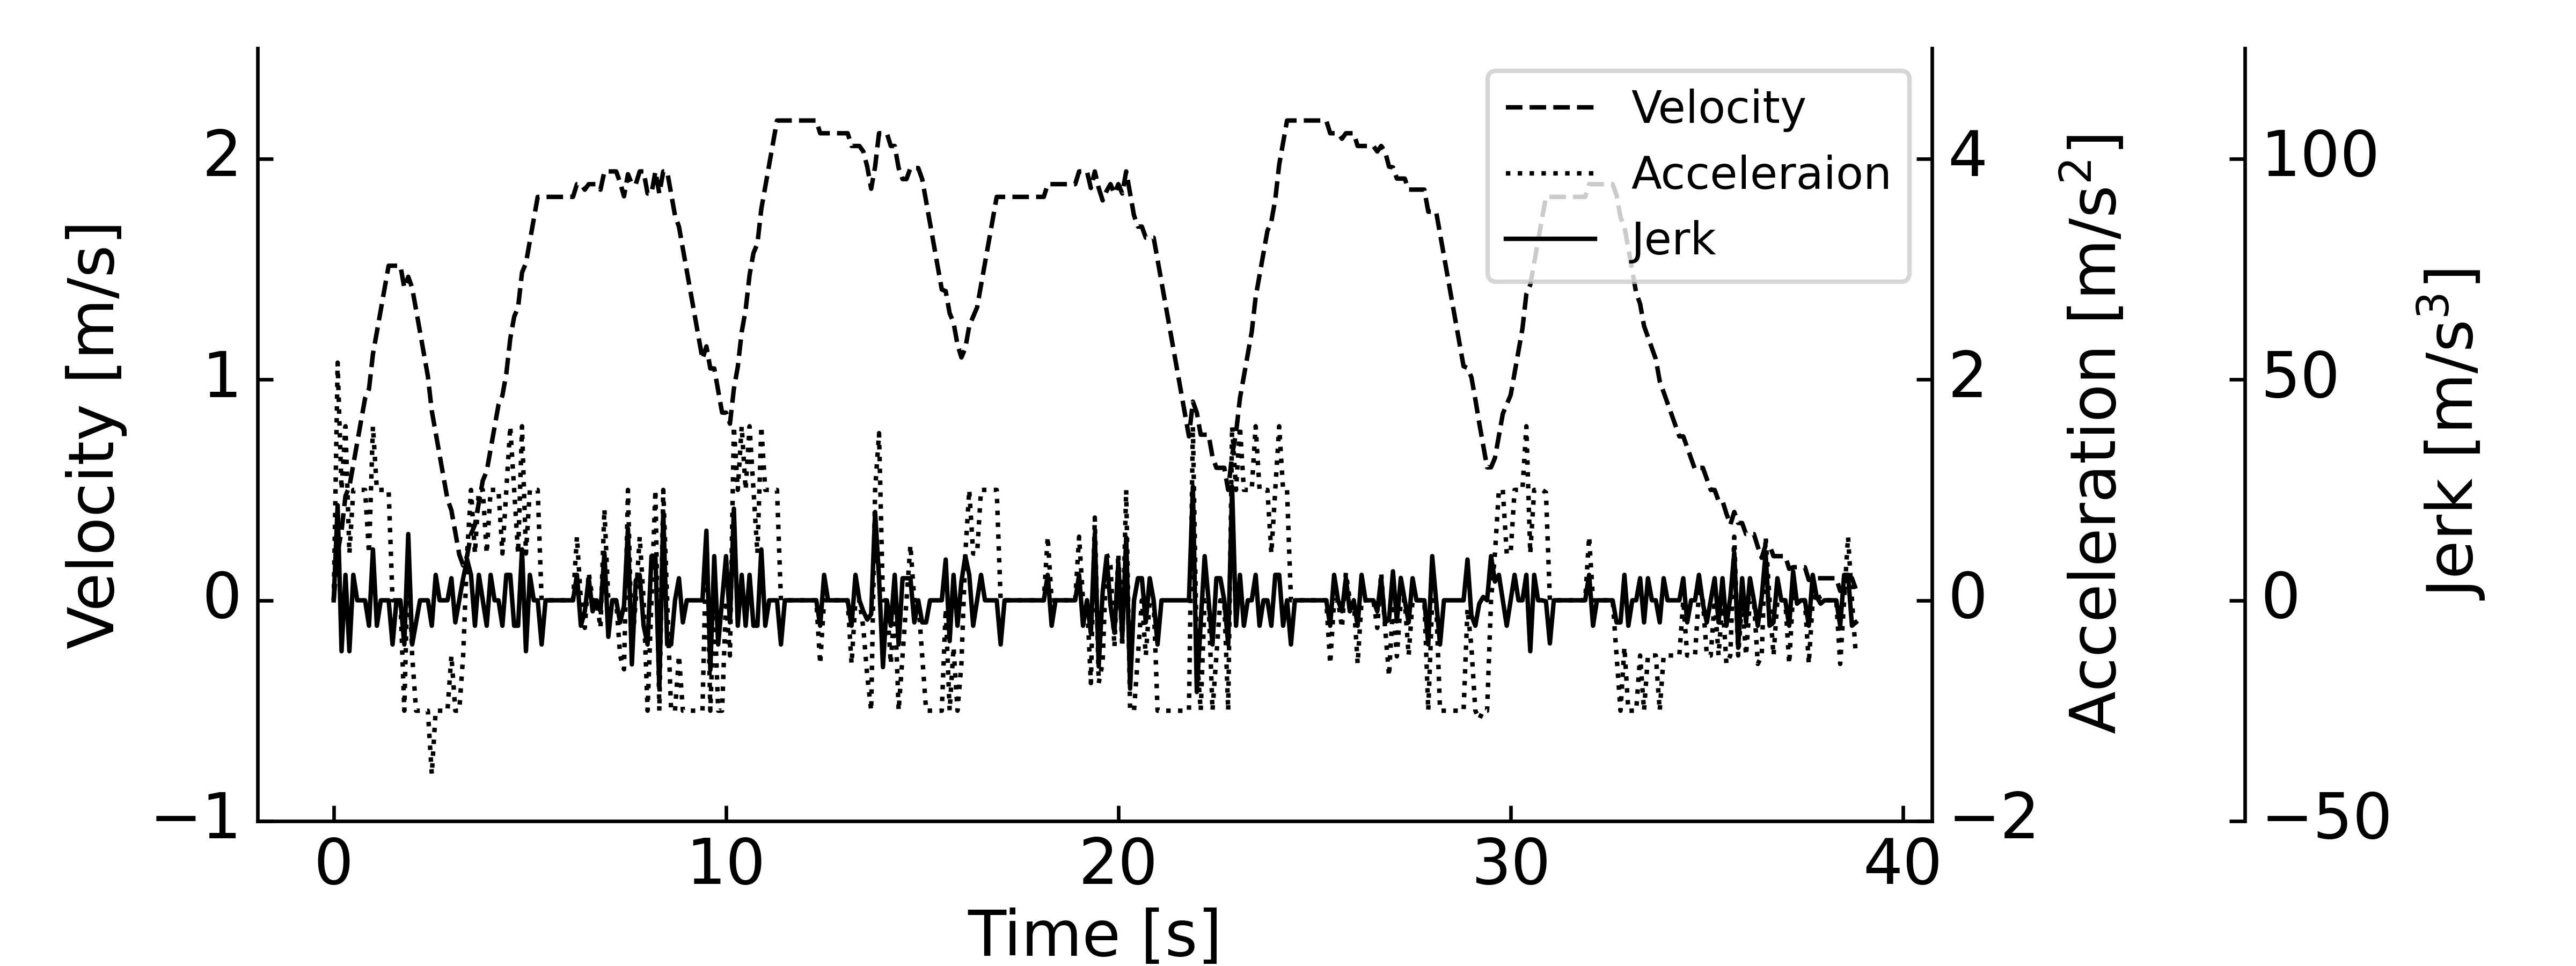 Velocity [m/s]
2
1
0
−1
0 10 20 30 40
Time [s]
Velocity
Acceleraion
Jerk
4
2
0
−2
Acceleration [m/s²]
100
50
0
−50
Jerk [m/s³]